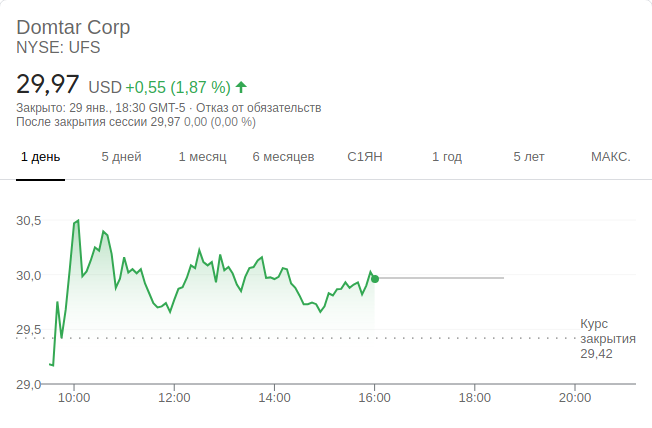 Domtar Corp
NYSE: UFS
29,97 USD +0,55 (1,87 %)
Закрыто: 29 янв., 18:30 GMT-5 · Отказ от обязательств
После закрытия сессии 29,97 0,00 (0,00 %)
1 день 5 дней 1 месяц 6 месяцев С1ЯН 1 год 5 лет МАКС.
30,5
30,0
29,5
29,0
Курс
закрытия
29,42
10:00 12:00 14:00 16:00 18:00 20:00